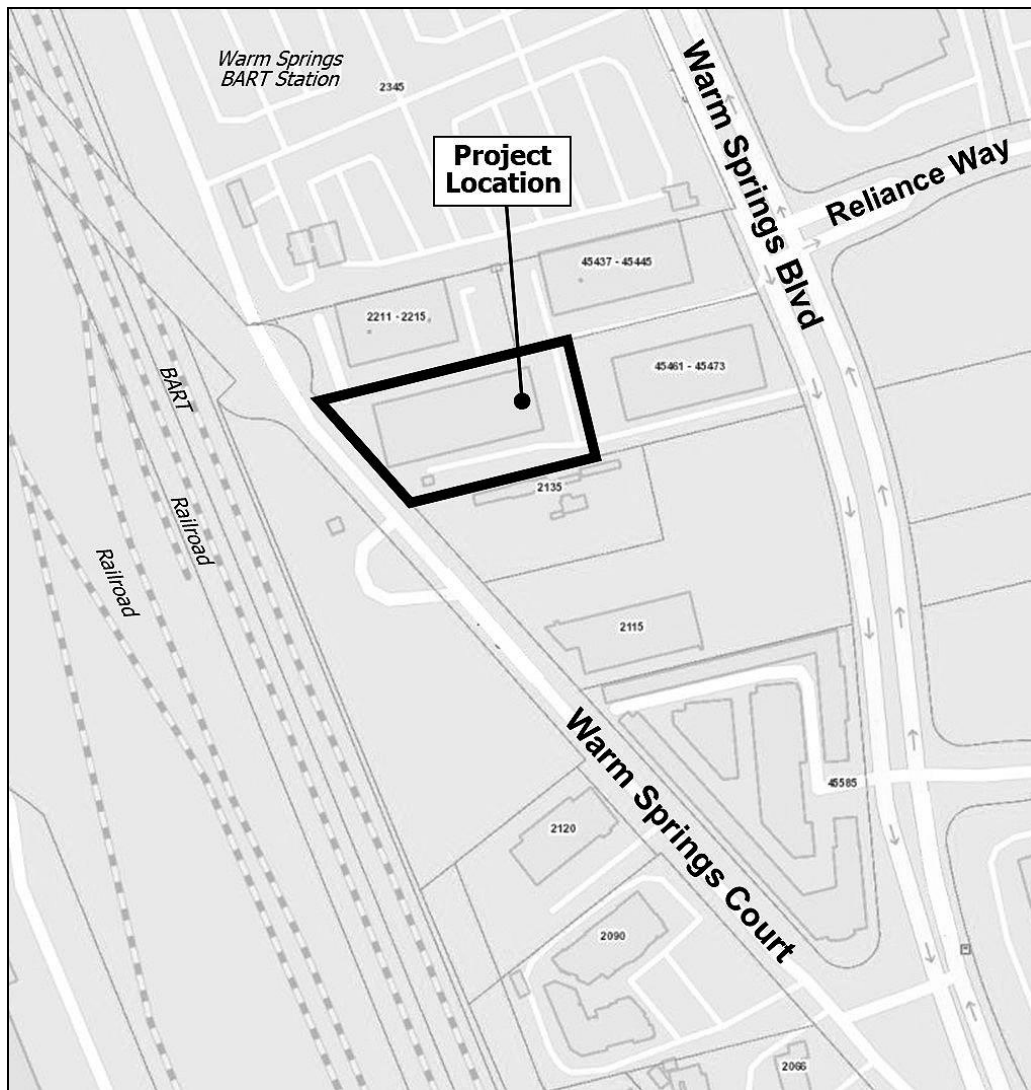 Warm Springs
BART Station
2345
Project
Location
Warm Springs Blvd
Reliance Way
45437 - 45445
2211 - 2215
45461 - 45473
BART
Railroad
Railroad
2135
2115
Warm Springs Court
45585
2120
2090
2066